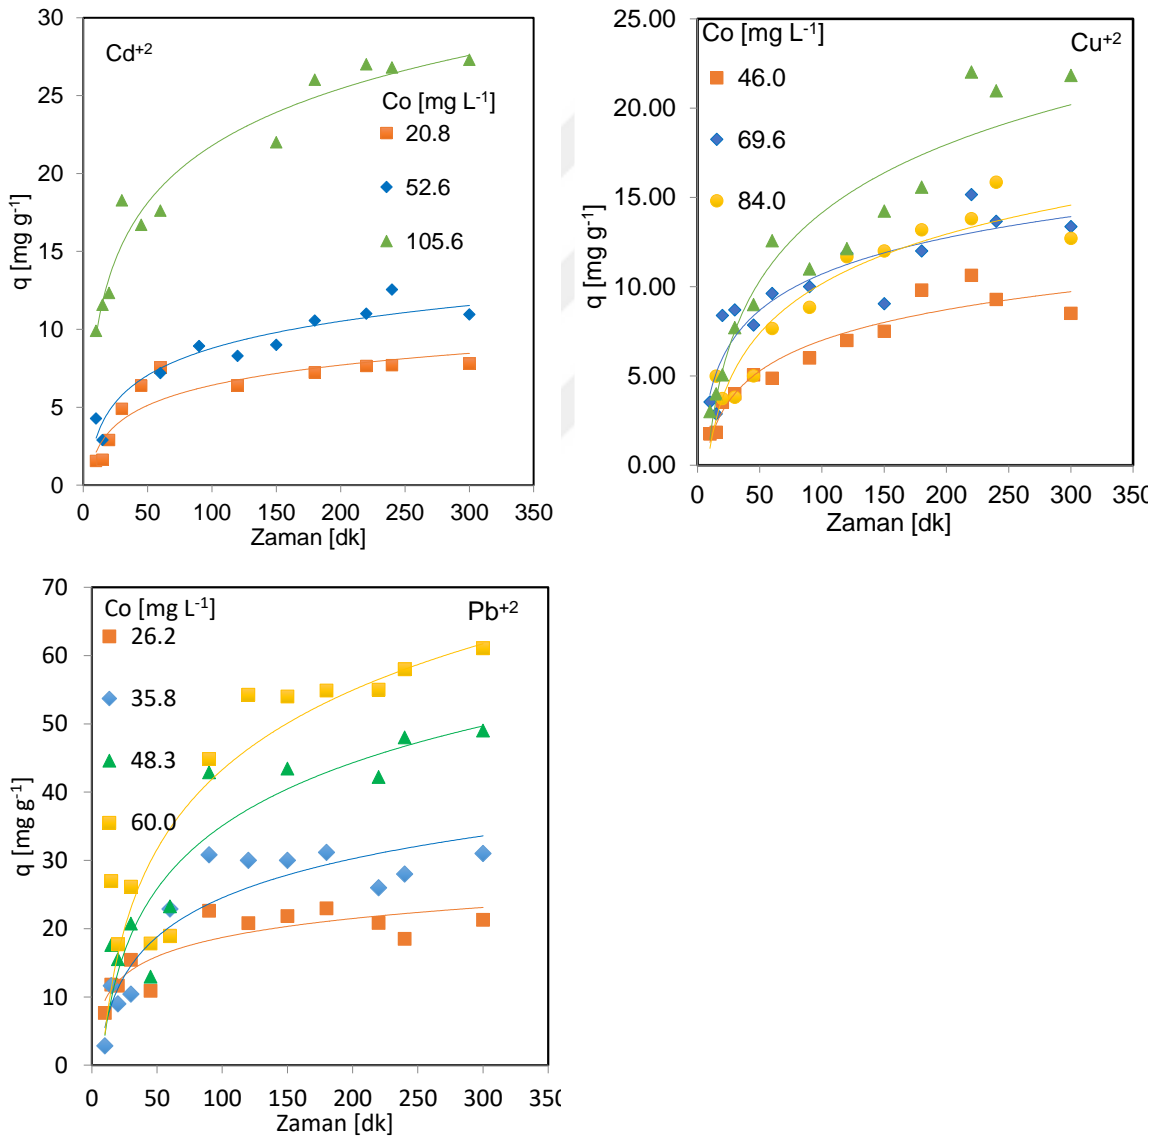 30
25
20
15
10
5
0
q [mg g-1]
Cd+2
Co [mg L-1]
20.8
52.6
105.6
0 50 100 150 200 250 300 350
Zaman [dk]
25.00
20.00
15.00
10.00
5.00
0.00
q [mg g-1]
Co [mg L-1]
Cu+2
46.0
69.6
84.0
0 50 100 150 200 250 300 350
Zaman [dk]
70
60
50
40
30
20
10
0
q [mg g-1]
Co [mg L-1]
Pb+2
26.2
35.8
48.3
60.0
0 50 100 150 200 250 300 350
Zaman [dk]